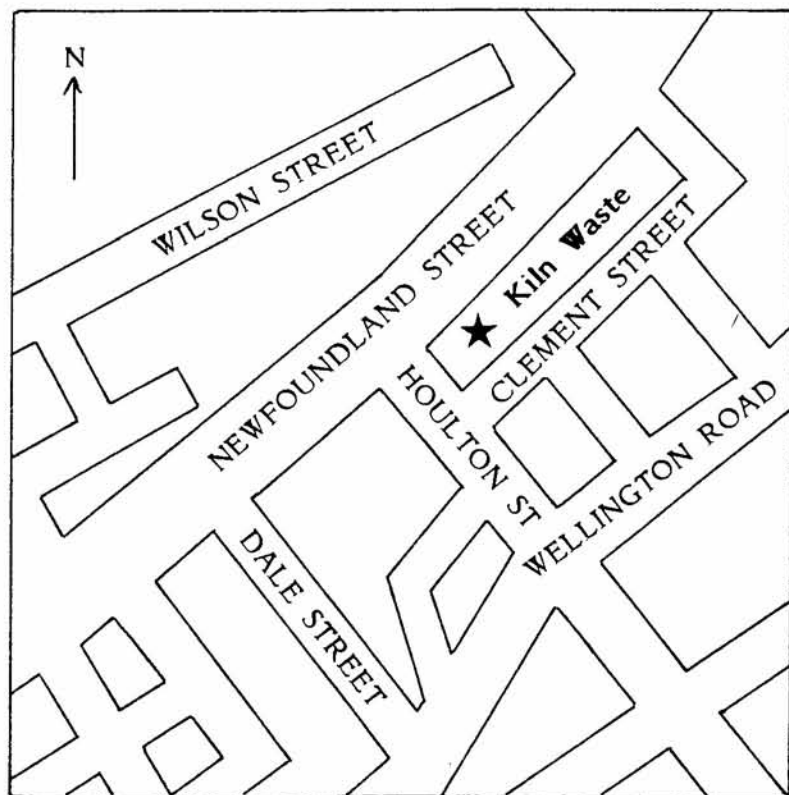 N
WILSON STREET
NEWFOUNDLAND STREET
Kiln Waste
CLEMENT STREET
HOULTON ST
WELLINGTON ROAD
DALE STREET